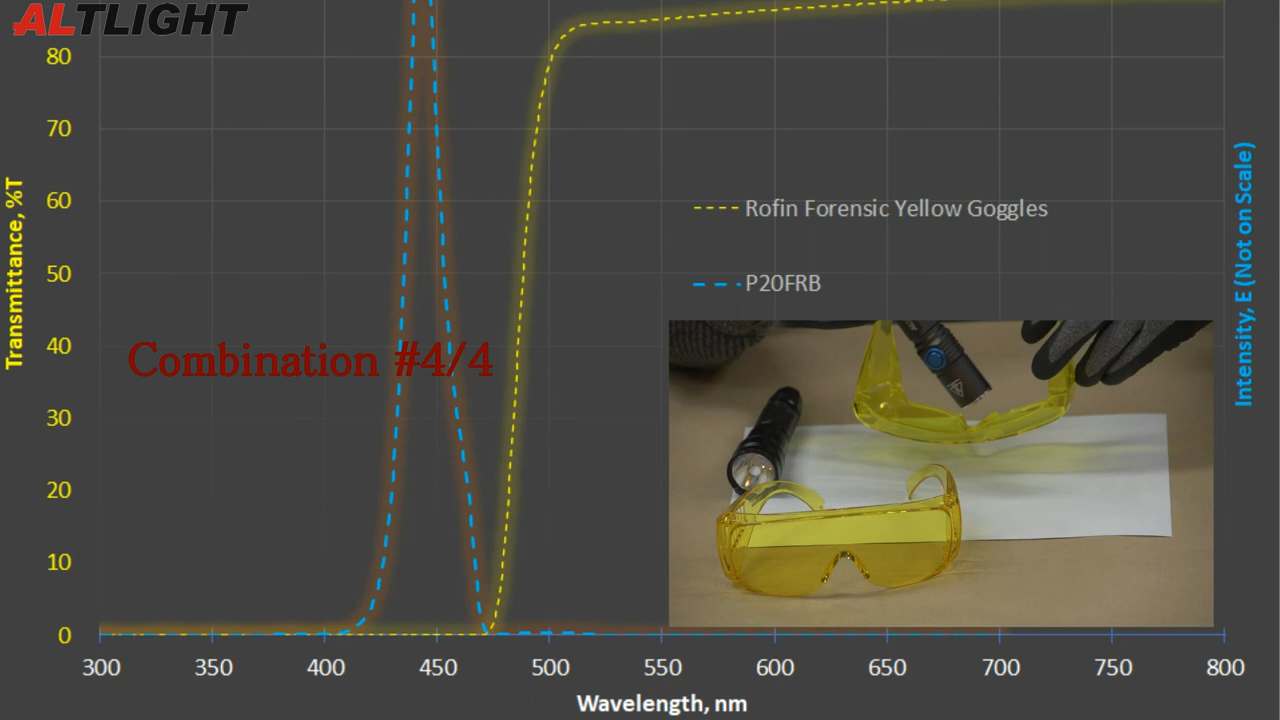 ALTLIGHT
80
70
60
50
40
30
20
10
0
Transmittance, %T
300 350 400 450 500 550 600 650 700 750 800
Wavelength, nm
Intensity, E (Not on Scale)
Rofin Forensic Yellow Goggles
P20FRB
Combination #4/4